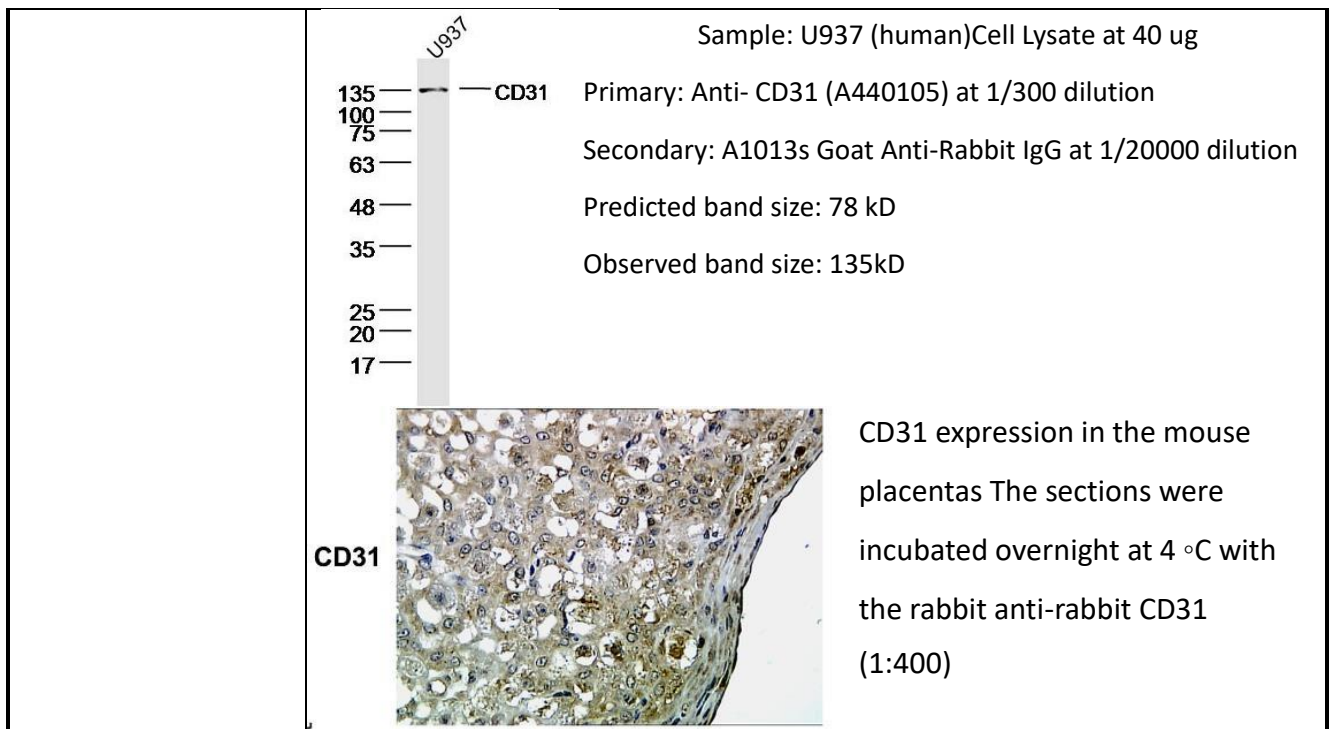 U937
Sample: U937 (human)Cell Lysate at 40 ug
135
CD31
Primary: Anti- CD31 (A440105) at 1/300 dilution
100
75
Secondary: A1013s Goat Anti-Rabbit IgG at 1/20000 dilution
63
Predicted band size: 78 kD
48
35
Observed band size: 135kD
25
20
17
CD31
CD31 expression in the mouse
placentas The sections were
incubated overnight at 4 ◦C with
the rabbit anti-rabbit CD31
(1:400)